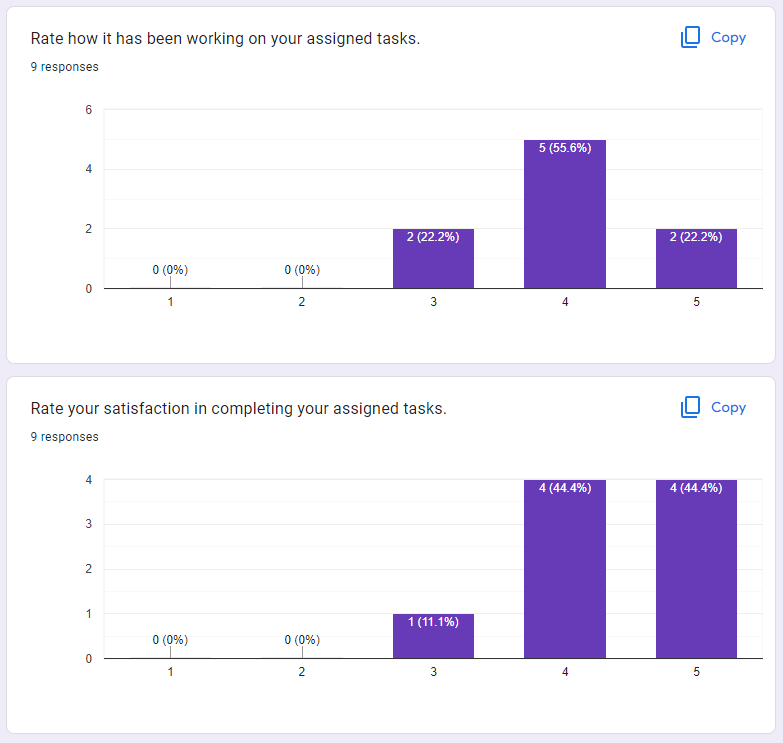 Rate how it has been working on your assigned tasks.
Copy
9 responses
6
4
2
0
0 (0%)
0 (0%)
2 (22.2%)
5 (55.6%)
2 (22.2%)
1 2 3 4 5
Rate your satisfaction in completing your assigned tasks.
Copy
9 responses
4
3
2
1
0
0 (0%)
0 (0%)
1 (11.1%)
4 (44.4%)
4 (44.4%)
1 2 3 4 5